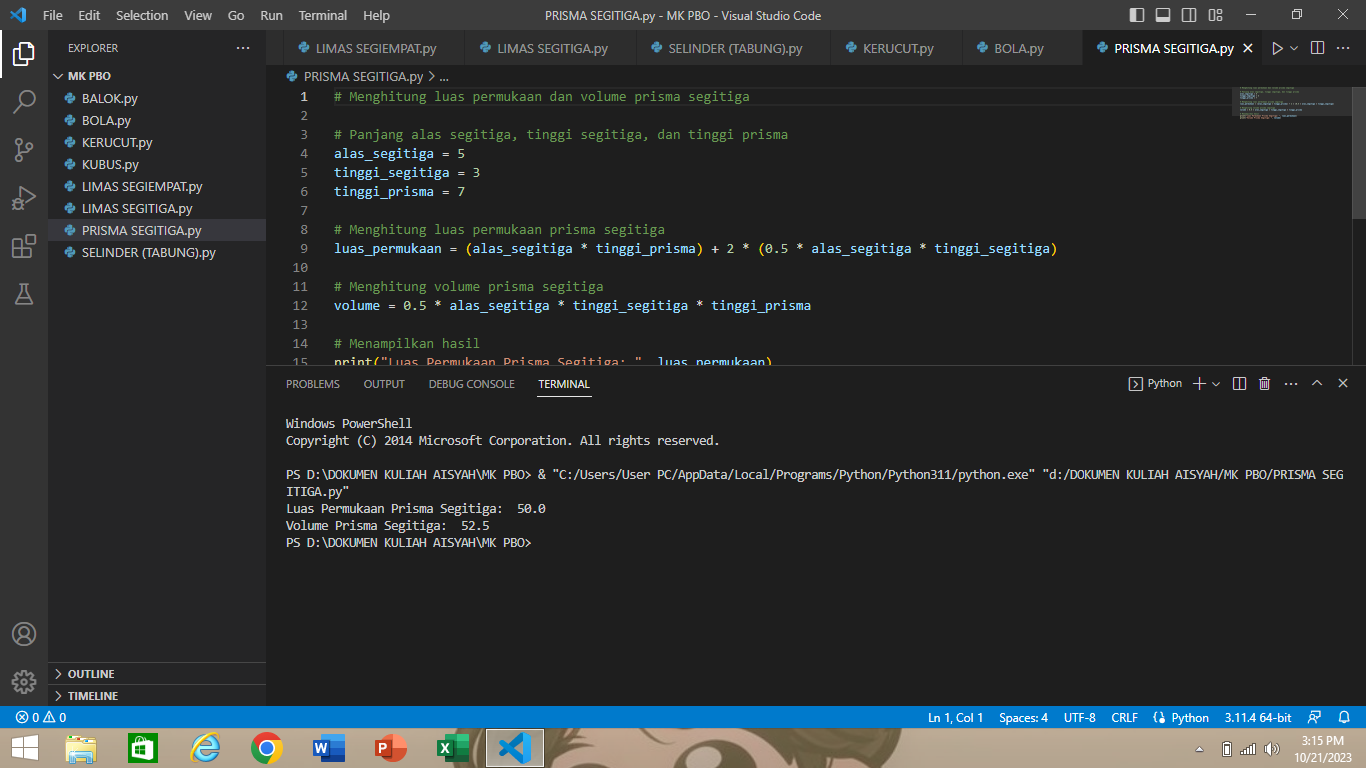 File Edit Selection View Go Run Terminal Help
PRISMA SEGITIGA.py - MK PBO - Visual Studio Code
EXPLORER
MK PBO
BALOK.py
BOLA.py
KERUCUT.py
KUBUS.py
LIMAS SEGIEMPAT.py
LIMAS SEGITIGA.py
PRISMA SEGITIGA.py
SELINDER (TABUNG).py
OUTLINE
TIMELINE
LIMAS SEGIEMPAT.py LIMAS SEGITIGA.py SELINDER (TABUNG).py KERUCUT.py BOLA.py PRISMA SEGITIGA.py
PRISMA SEGITIGA.py > ...
1 # Menghitung luas permukaan dan volume prisma segitiga
2
3 # Panjang alas segitiga, tinggi segitiga, dan tinggi prisma
4 alas_segitiga = 5
5 tinggi_segitiga = 3
6 tinggi_prisma = 7
7
8 # Menghitung luas permukaan prisma segitiga
9 luas_permukaan = (alas_segitiga * tinggi_prisma) + 2 * (0.5 * alas_segitiga * tinggi_segitiga)
10
11 # Menghitung volume prisma segitiga
12 volume = 0.5 * alas_segitiga * tinggi_segitiga * tinggi_prisma
13
14 # Menampilkan hasil
15 print("Luas Permukaan Prisma Segitiga: ", luas_permukaan)
PROBLEMS OUTPUT DEBUG CONSOLE TERMINAL
Python
Windows PowerShell
Copyright (C) 2014 Microsoft Corporation. All rights reserved.
PS D:\DOKUMEN KULIAH AISYAH\MK PBO> & "C:/Users/User PC/AppData/Local/Programs/Python/Python311/python.exe" "d:/DOKUMEN KULIAH AISYAH/MK PBO/PRISMA SEG
ITIGA.py"
Luas Permukaan Prisma Segitiga:  50.0
Volume Prisma Segitiga:  52.5
PS D:\DOKUMEN KULIAH AISYAH\MK PBO>
0 0
Ln 1, Col 1 Spaces: 4 UTF-8 CRLF Python 3.11.4 64-bit
3:15 PM
10/21/2023